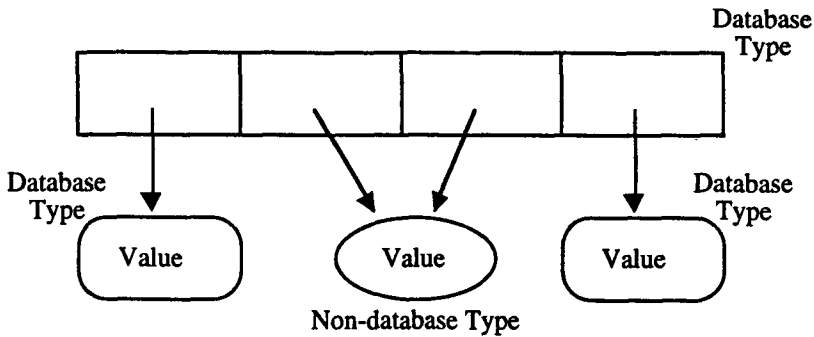 Database
Type
Database
Type
Database
Type
Value
Value
Value
Non-database Type